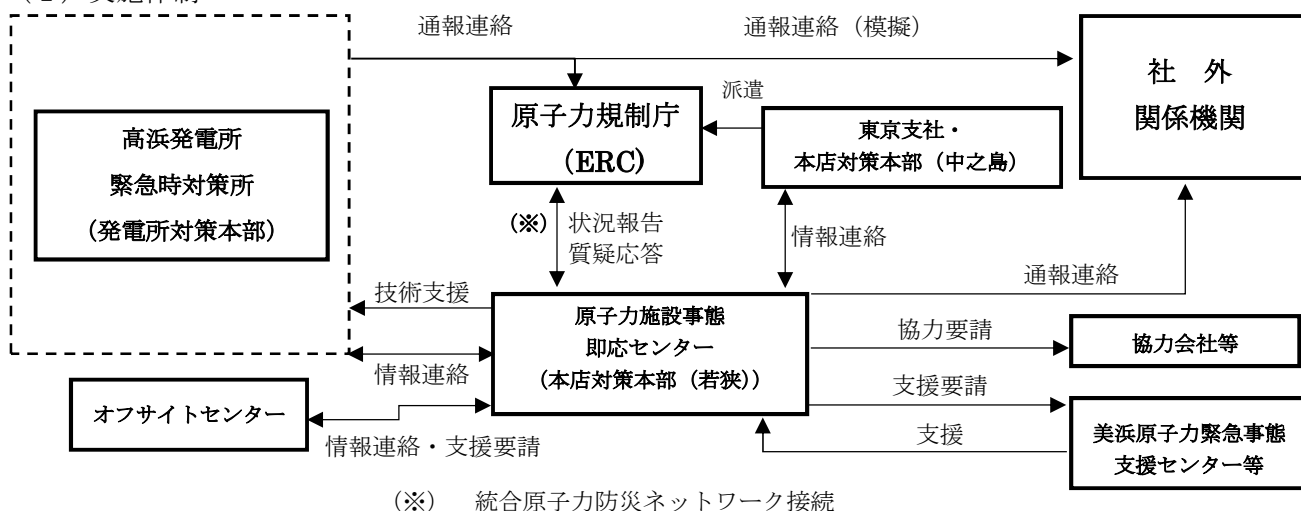 通報連絡
通報連絡（模擬）
社 外
関係機関
高浜発電所
緊急時対策所
（発電所対策本部）
原子力規制庁
（ERC）
派遣
東京支社・
本店対策本部（中之島）
（※）
状況報告
質疑応答
情報連絡
通報連絡
技術支援
原子力施設事態
即応センター
（本店対策本部（若狭））
協力要請
協力会社等
情報連絡
オフサイトセンター
支援要請
情報連絡・支援要請
支援
美浜原子力緊急事態
支援センター等
（※） 統合原子力防災ネットワーク接続